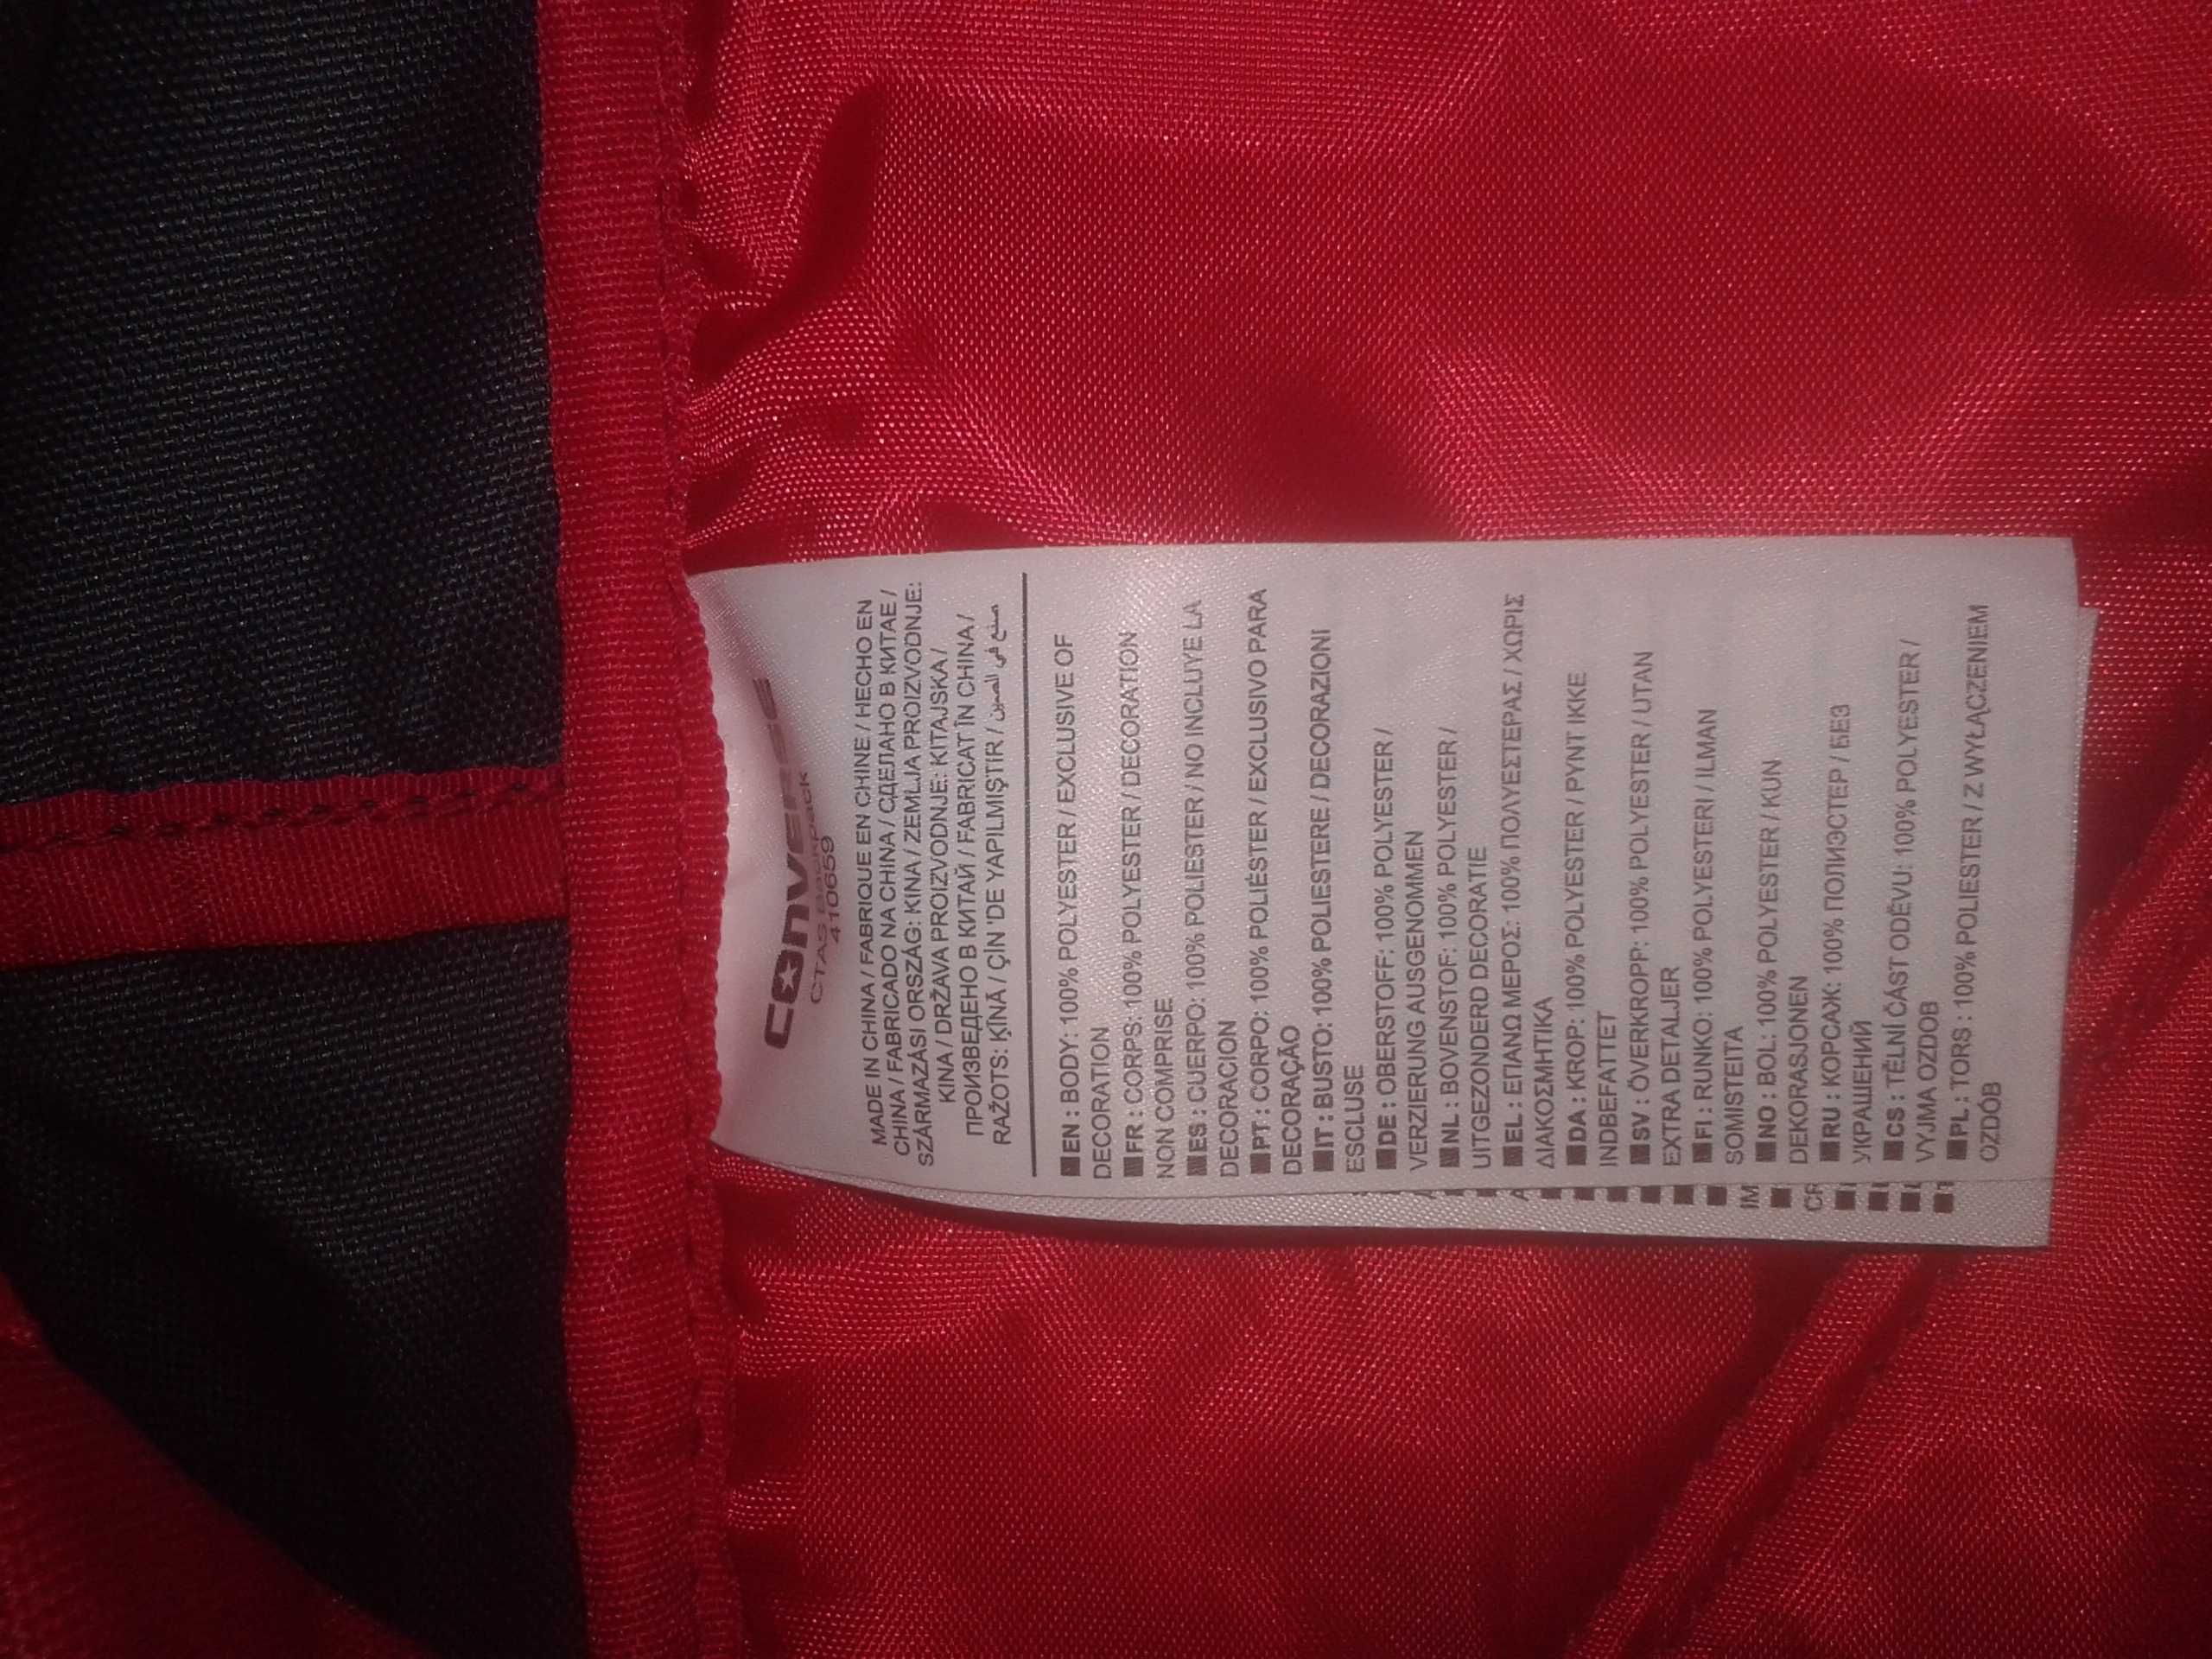 CONVERSE
CTAS Backpack
410659
MADE IN CHINA / FABRIQUE EN CHINE / HECHO EN
CHINA / FABRICADO NA CHINA / СДЕЛАНО В КИТАЕ /
SZÁRMAZÁSI ORSZÁG: KINA / ZEMLJA PROIZVODNJE:
KINA / DRŽAVA PROIZVODNJE: KITAJSKA /
ПРОИЗВЕДЕНО В КИТАЙ / FABRICAT ÎN CHINA /
RAŽOTS: ĶĪNĀ / ÇİN 'DE YAPILMIŞTIR / صنع في الصين
EN : BODY: 100% POLYESTER / EXCLUSIVE OF
DECORATION
FR : CORPS: 100% POLYESTER / DECORATION
NON COMPRISE
ES : CUERPO: 100% POLIESTER / NO INCLUYE LA
DECORACION
PT : CORPO: 100% POLIÉSTER / EXCLUSIVO PARA
DECORAÇÃO
IT : BUSTO: 100% POLIESTERE / DECORAZIONI
ESCLUSE
DE : OBERSTOFF: 100% POLYESTER /
VERZIERUNG AUSGENOMMEN
NL : BOVENSTOF: 100% POLYESTER /
UITGEZONDERD DECORATIE
EL : ΕΠΑΝΩ ΜΕΡΟΣ: 100% ΠΟΛΥΕΣΤΕΡΑΣ / ΧΩΡΙΣ
ΔΙΑΚΟΣΜΗΤΙΚΑ
DA : KROP: 100% POLYESTER / PYNT IKKE
INDBEFATTET
SV : ÖVERKROPP: 100% POLYESTER / UTAN
EXTRA DETALJER
FI : RUNKO: 100% POLYESTERI / ILMAN
SOMISTEITA
NO : BOL: 100% POLYESTER / KUN
DEKORASJONEN
RU : КОРСАЖ: 100% ПОЛИЭСТЕР / БЕЗ
УКРАШЕНИЙ
CS : TĚLNÍ ČÁST ODĚVU: 100% POLYESTER /
VYJMA OZDOB
PL : TORS : 100% POLIESTER / Z WYŁĄCZENIEM
OZDÓB